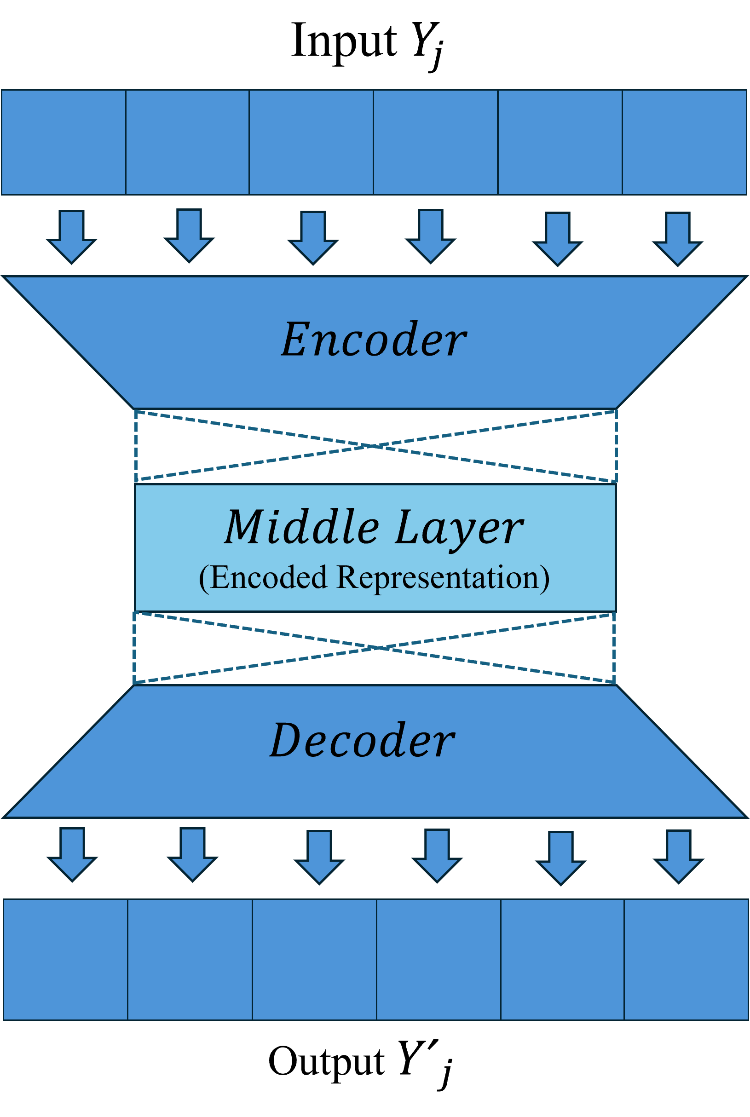 Input Yⱼ
Encoder
Middle Layer
(Encoded Representation)
Decoder
Output Y′ⱼ